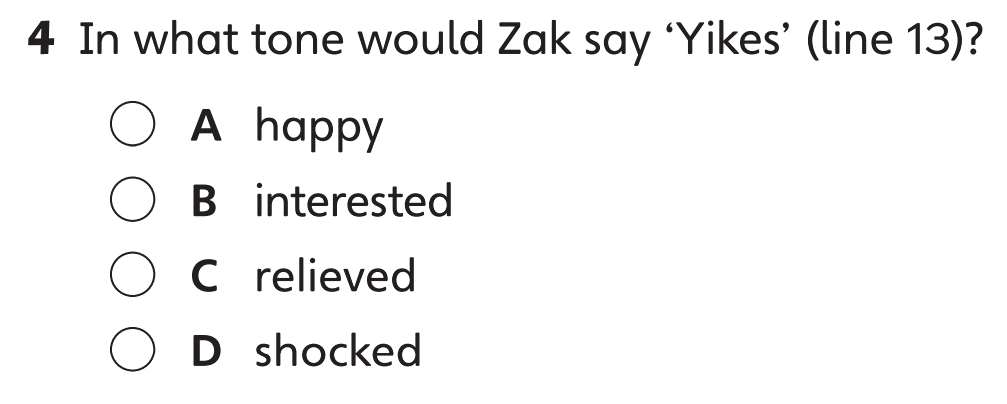 4 In what tone would Zak say ‘Yikes’ (line 13)?
A happy
B interested
C relieved
D shocked